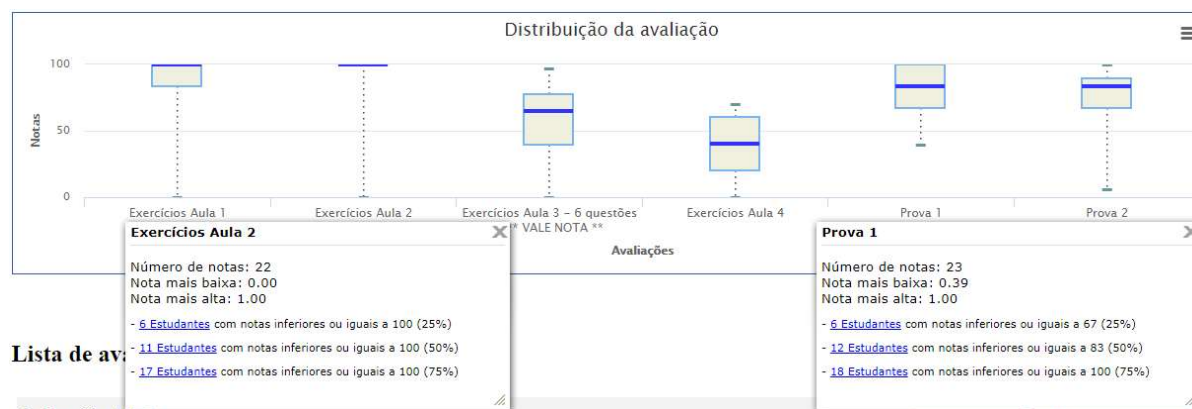 Distribuição da avaliação
100
50
0
Notas
Exercícios Aula 1
Exercícios Aula 2
Exercícios Aula 3 - 6 questões
** VALE NOTA **
Exercícios Aula 4
Prova 1
Prova 2
Avaliações
Exercícios Aula 2
Número de notas: 22
Nota mais baixa: 0.00
Nota mais alta: 1.00
- 6 Estudantes com notas inferiores ou iguais a 100 (25%)
- 11 Estudantes com notas inferiores ou iguais a 100 (50%)
- 17 Estudantes com notas inferiores ou iguais a 100 (75%)
Prova 1
Número de notas: 23
Nota mais baixa: 0.39
Nota mais alta: 1.00
- 6 Estudantes com notas inferiores ou iguais a 67 (25%)
- 12 Estudantes com notas inferiores ou iguais a 83 (50%)
- 18 Estudantes com notas inferiores ou iguais a 100 (75%)
Lista de